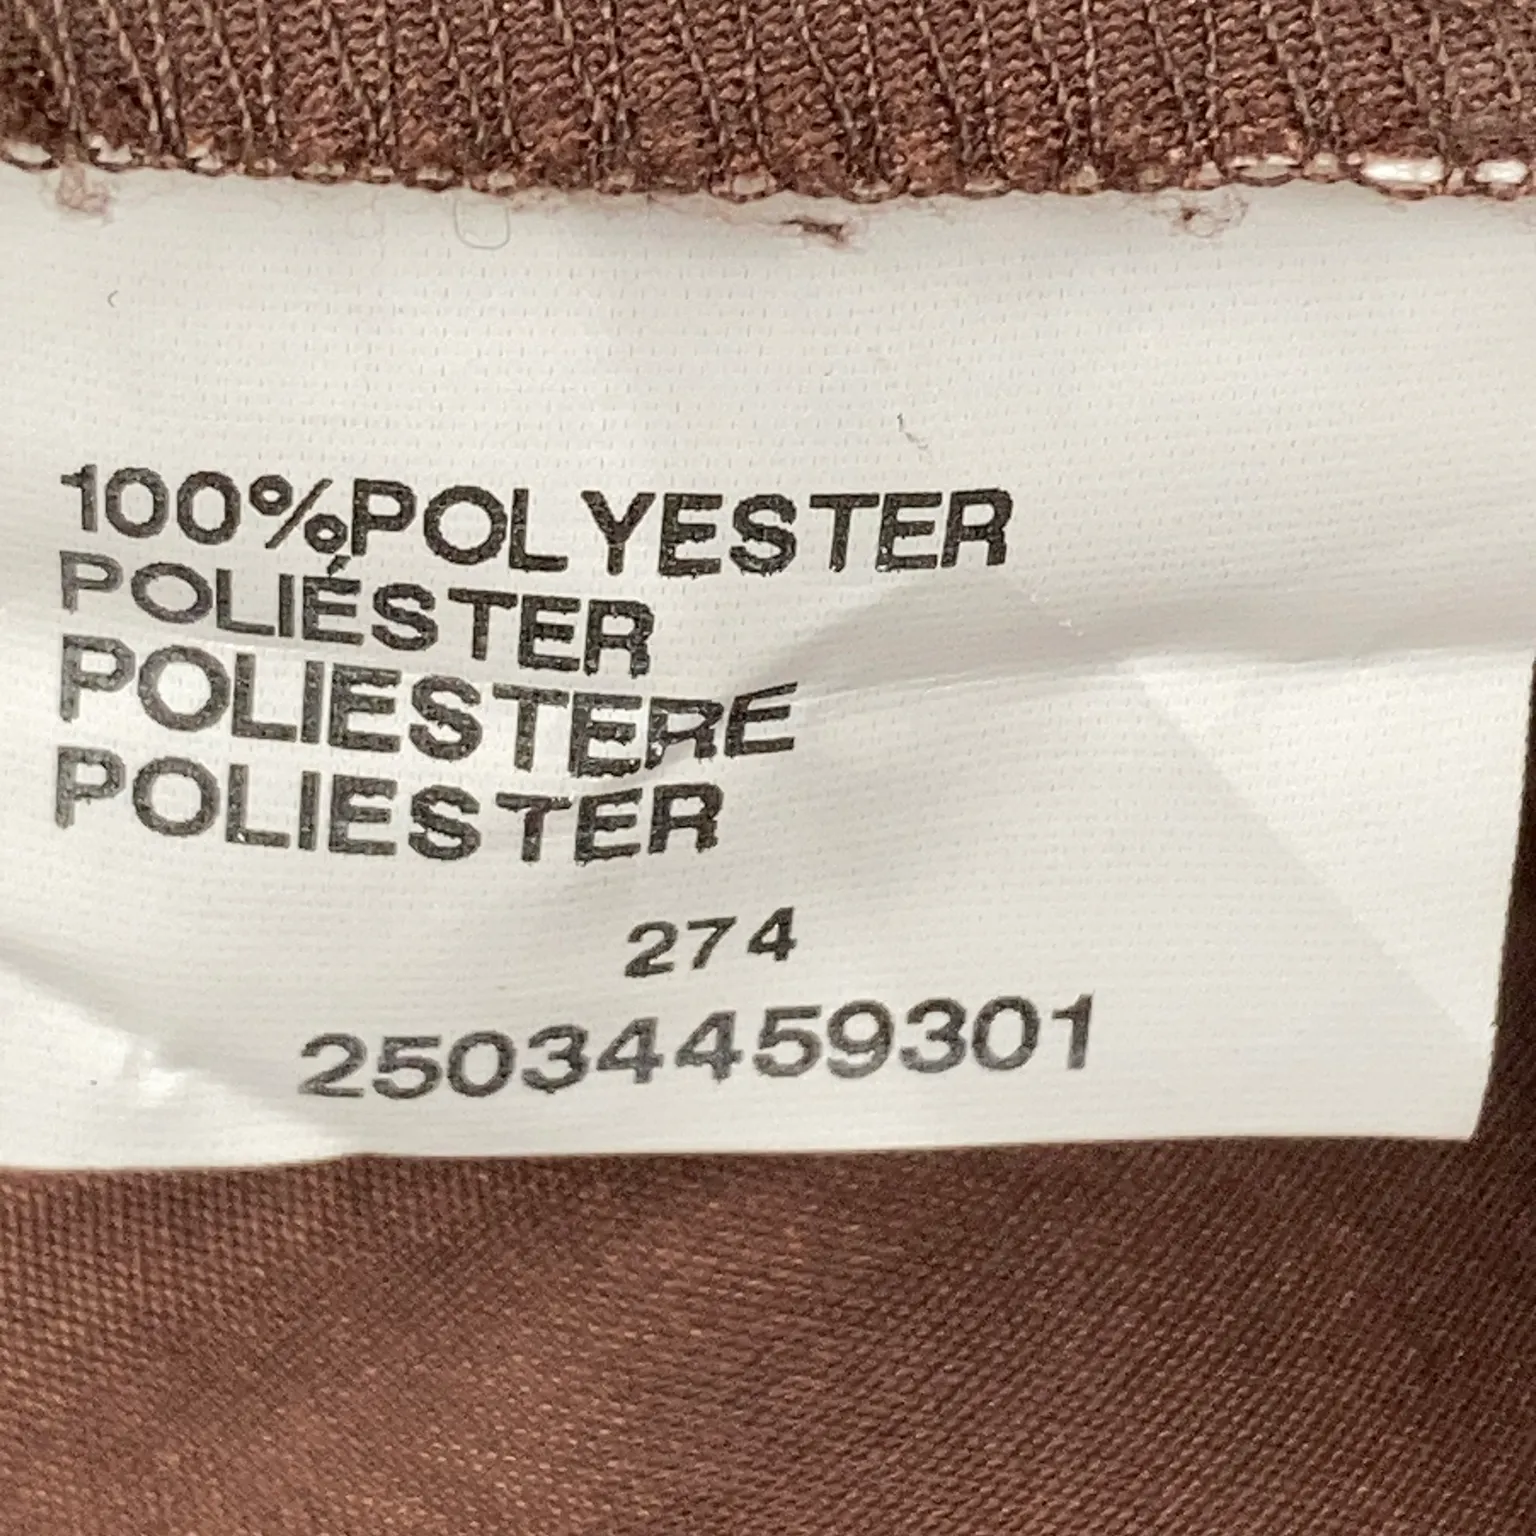 100%POLYESTER
POLIÉSTER
POLIESTERE
POLIESTER
274
25034459301